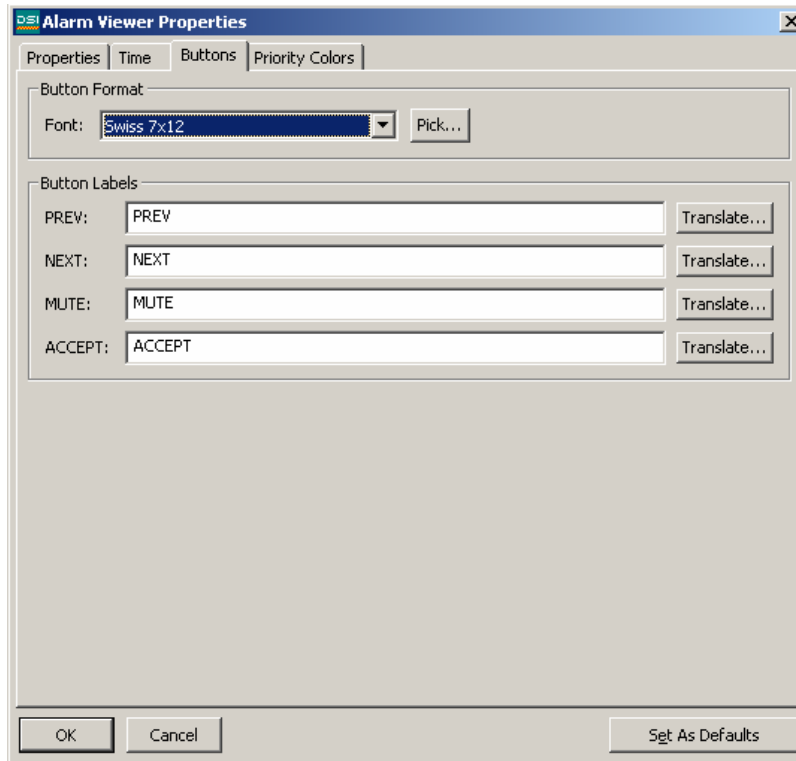 DSI Alarm Viewer Properties
Properties Time Buttons Priority Colors
Button Format
Font: Swiss 7x12 Pick...
Button Labels
PREV: PREV Translate...
NEXT: NEXT Translate...
MUTE: MUTE Translate...
ACCEPT: ACCEPT Translate...
OK Cancel Set As Defaults